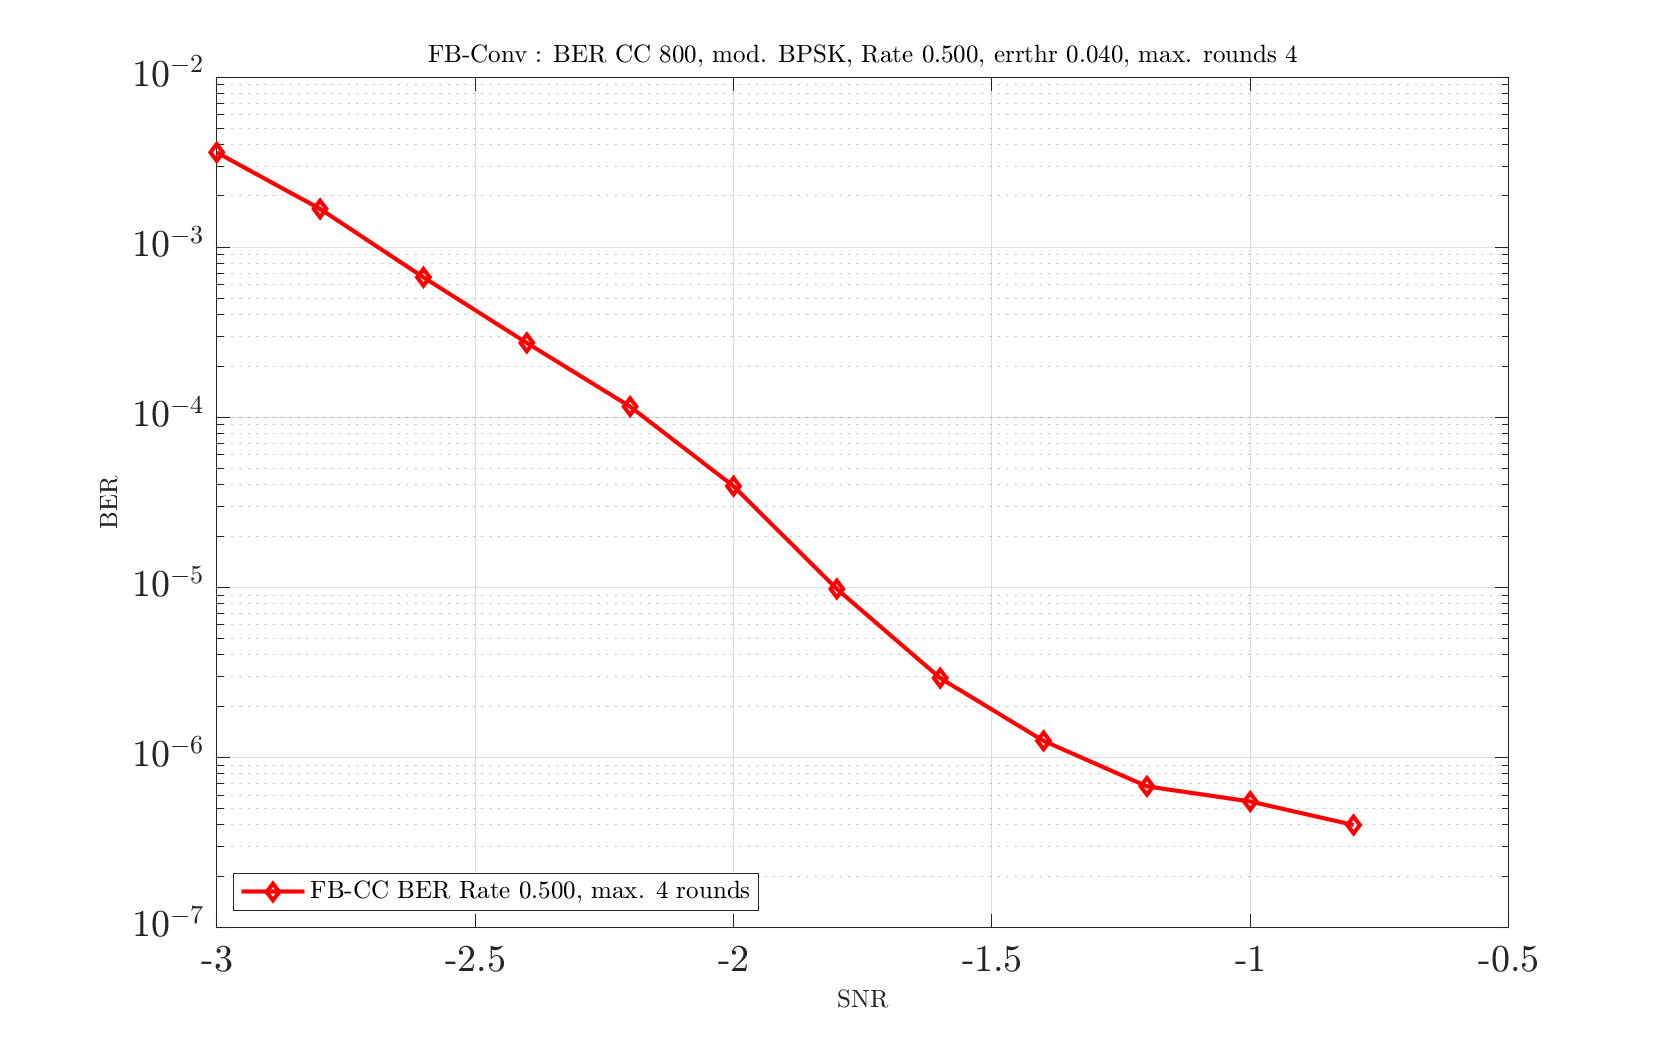 FB-Conv : BER CC 800, mod. BPSK, Rate 0.500, errthr 0.040, max. rounds 4
10^{-2}
10^{-3}
10^{-4}
10^{-5}
10^{-6}
10^{-7}
BER
FB-CC BER Rate 0.500, max. 4 rounds
-3 -2.5 -2 -1.5 -1 -0.5
SNR